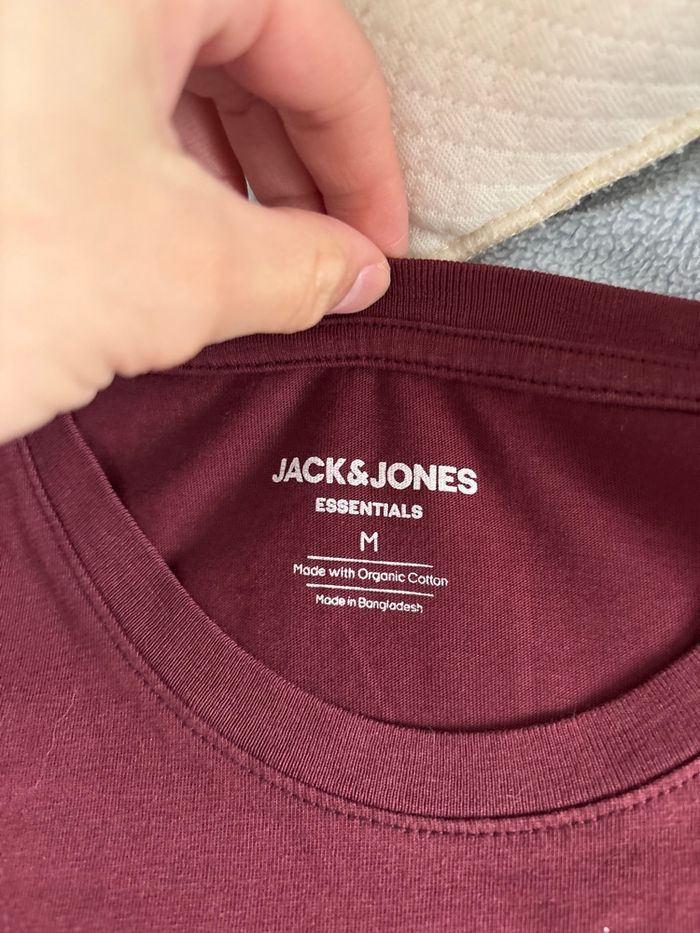 JACK&JONES
ESSENTIALS
M
Made with Organic Cotton
Made in Bangladesh